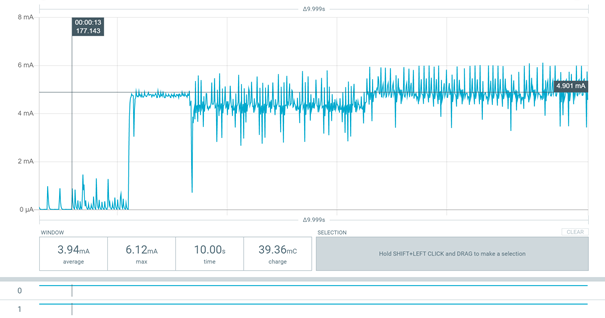 Δ9.999s
8 mA
00:00:13
177.143
6 mA
4.901 mA
4 mA
2 mA
0 µA
Δ9.999s
WINDOW
SELECTION
CLEAR
3.94mA
6.12mA
10.00s
39.36mC
average
max
time
charge
Hold SHIFT+LEFT CLICK and DRAG to make a selection
0
1